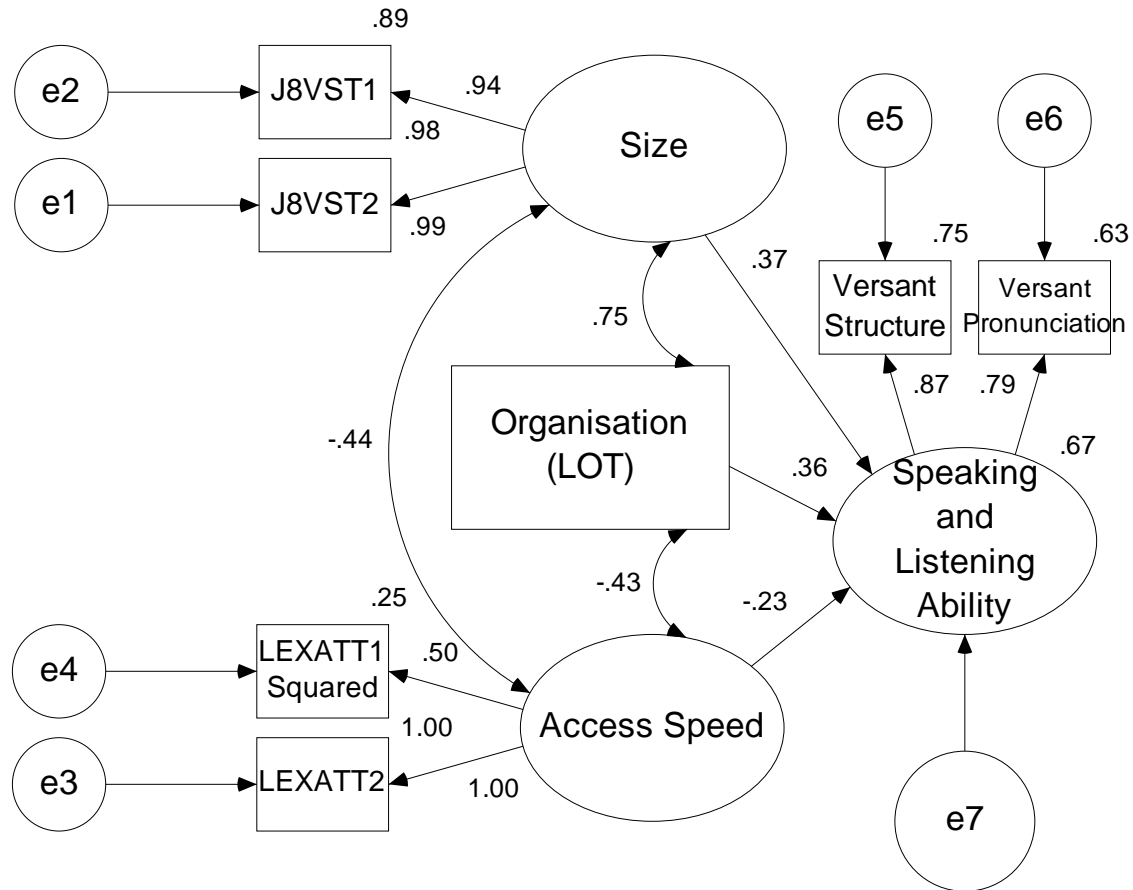 .89
e2
J8VST1
.94
.98
e1
J8VST2
.99
Size
e5
e6
.75
.63
Versant
Structure
Versant
Pronunciation
.37
.75
.87
.79
.67
Organisation
(LOT)
-.44
.36
Speaking
and
Listening
Ability
-.43
-.23
.25
e4
LEXATT1
Squared
.50
1.00
e3
LEXATT2
1.00
Access Speed
e7